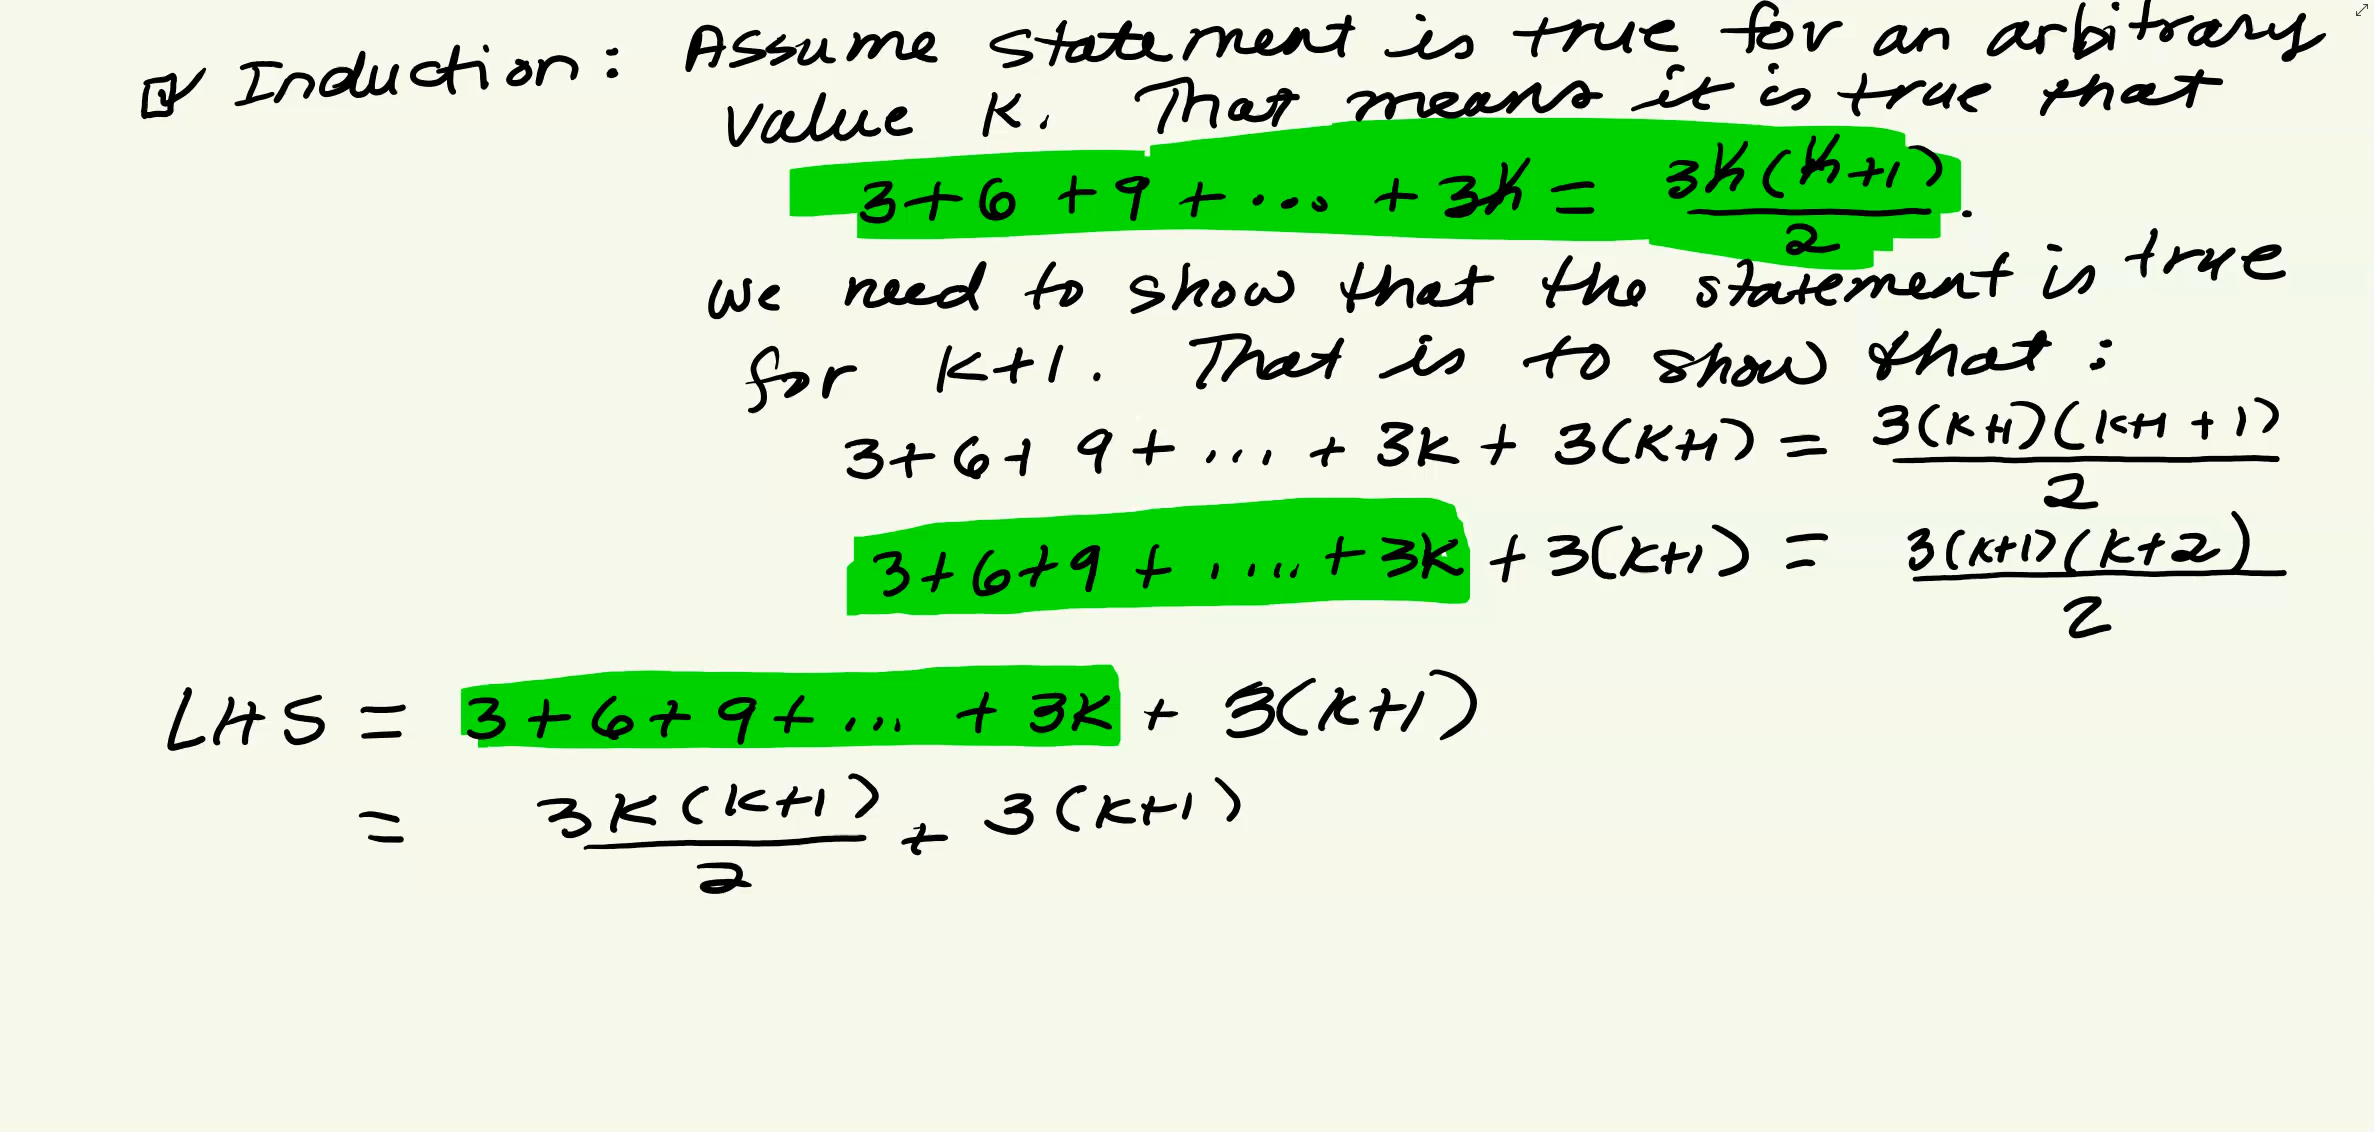 Induction: Assume statement is true for an arbitrary
value k. That means it is true that
3+6+9+...+3k = 3k(k+1)/2.
we need to show that the statement is true
for k+1. That is to show that:
3+6+9+...+3k+3(k+1) = 3(k+1)(k+1+1)/2
3+6+9+....+3k+3(k+1) = 3(k+1)(k+2)/2
LHS = 3+6+9+...+3k+3(k+1)
= 3k(k+1)/2 + 3(k+1)